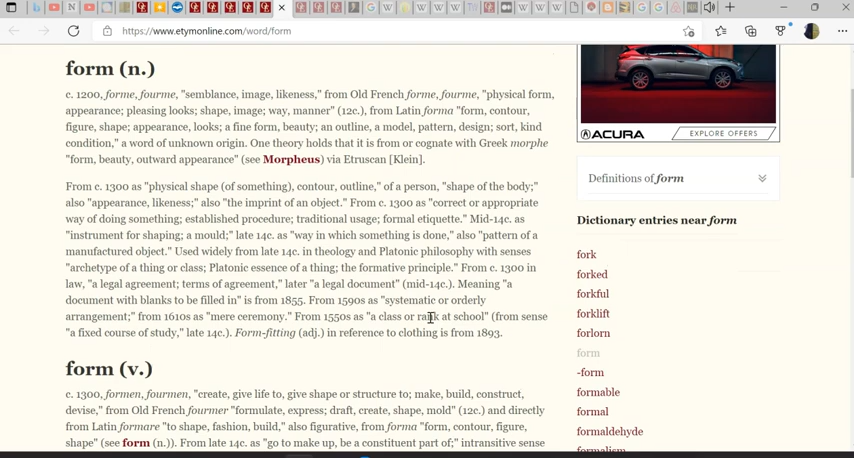 https://www.etymonline.com/word/form
form (n.)
c. 1200, forme, fourme, "semblance, image, likeness," from Old French forme, fourme, "physical form,
appearance; pleasing looks; shape, image; way, manner" (12c.), from Latin forma "form, contour,
figure, shape; appearance, looks; a fine form, beauty; an outline, a model, pattern, design; sort, kind
condition," a word of unknown origin. One theory holds that it is from or cognate with Greek morphe
"form, beauty, outward appearance" (see Morpheus) via Etruscan [Klein].
From c. 1300 as "physical shape (of something), contour, outline," of a person, "shape of the body;"
also "appearance, likeness;" also "the imprint of an object." From c. 1300 as "correct or appropriate
way of doing something; established procedure; traditional usage; formal etiquette." Mid-14c. as
"instrument for shaping; a mould;" late 14c. as "way in which something is done," also "pattern of a
manufactured object." Used widely from late 14c. in theology and Platonic philosophy with senses
"archetype of a thing or class; Platonic essence of a thing; the formative principle." From c. 1300 in
law, "a legal agreement; terms of agreement," later "a legal document" (mid-14c.). Meaning "a
document with blanks to be filled in" is from 1855. From 1590s as "systematic or orderly
arrangement;" from 1610s as "mere ceremony." From 1550s as "a class or rank at school" (from sense
"a fixed course of study," late 14c.). Form-fitting (adj.) in reference to clothing is from 1893.
form (v.)
c. 1300, formen, fourmen, "create, give life to, give shape or structure to; make, build, construct,
devise," from Old French fourmer "formulate, express; draft, create, shape, mold" (12c.) and directly
from Latin formare "to shape, fashion, build," also figurative, from forma "form, contour, figure,
shape" (see form (n.)). From late 14c. as "go to make up, be a constituent part of;" intransitive sense
ACURA
EXPLORE OFFERS
Definitions of form
Dictionary entries near form
fork
forked
forkful
forklift
forlorn
form
-form
formable
formal
formaldehyde
formalism